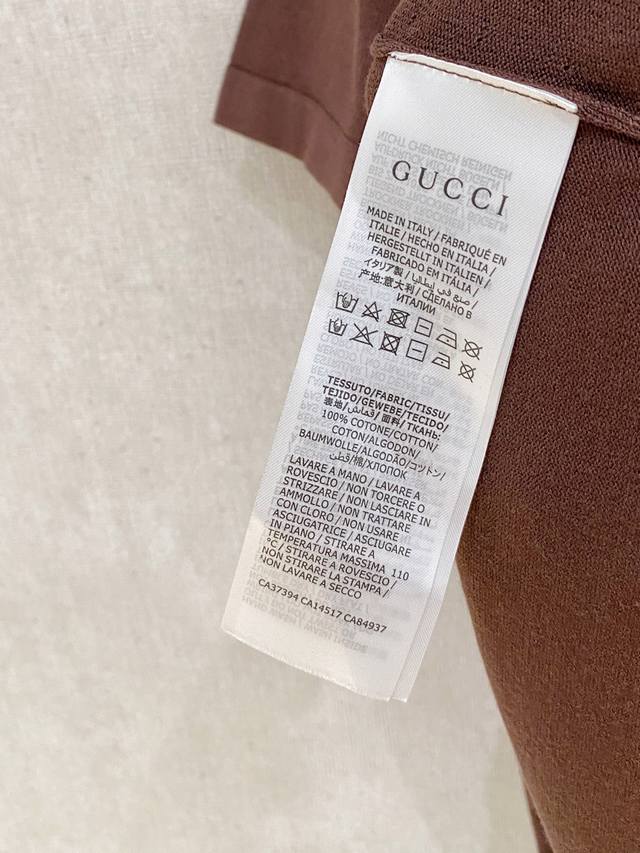 GUCCI
MADE IN ITALY / FABRIQUÉ EN
ITALIE / HECHO EN ITALIA /
HERGESTELLT IN ITALIEN /
FABRICADO EM ITÁLIA /
イタリア製 / صنع في إيطاليا /
产地:意大利 / СДЕЛАНО В
ИТАЛИИ
TESSUTO/FABRIC/TISSU/
TEJIDO/GEWEBE/TECIDO/
表地/قماش/面料/ТКАНЬ:
100% COTONE/COTTON/
COTON/ALGODON/
BAUMWOLLE/ALGODÃO/コットン/
قطن/棉/ХЛОПОК
LAVARE A MANO / LAVARE A
ROVESCIO / NON TORCERE O
STRIZZARE / NON LASCIARE IN
AMMOLLO / NON TRATTARE
CON CLORO / NON USARE
ASCIUGATRICE / ASCIUGARE
IN PIANO / STIRARE A
TEMPERATURA MASSIMA 110
°C / STIRARE A ROVESCIO /
NON STIRARE LA STAMPA /
NON LAVARE A SECCO
CA37394 CA14517 CA84937